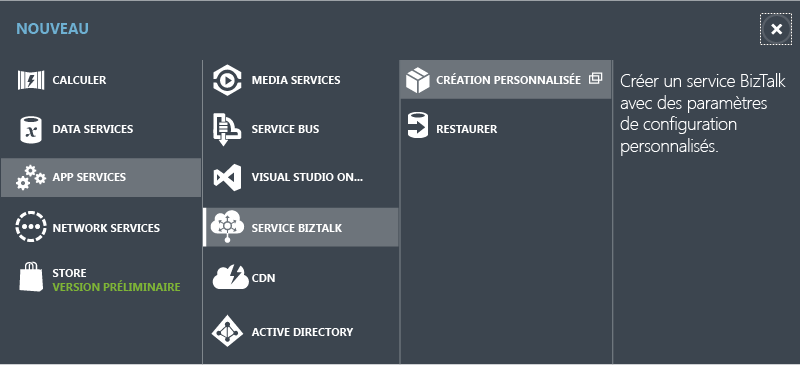 NOUVEAU
CALCULER
DATA SERVICES
APP SERVICES
NETWORK SERVICES
STORE
VERSION PRÉLIMINAIRE
MEDIA SERVICES
SERVICE BUS
VISUAL STUDIO ON...
SERVICE BIZTALK
CDN
ACTIVE DIRECTORY
CRÉATION PERSONNALISÉE
RESTAURER
Créer un service BizTalk
avec des paramètres
de configuration
personnalisés.